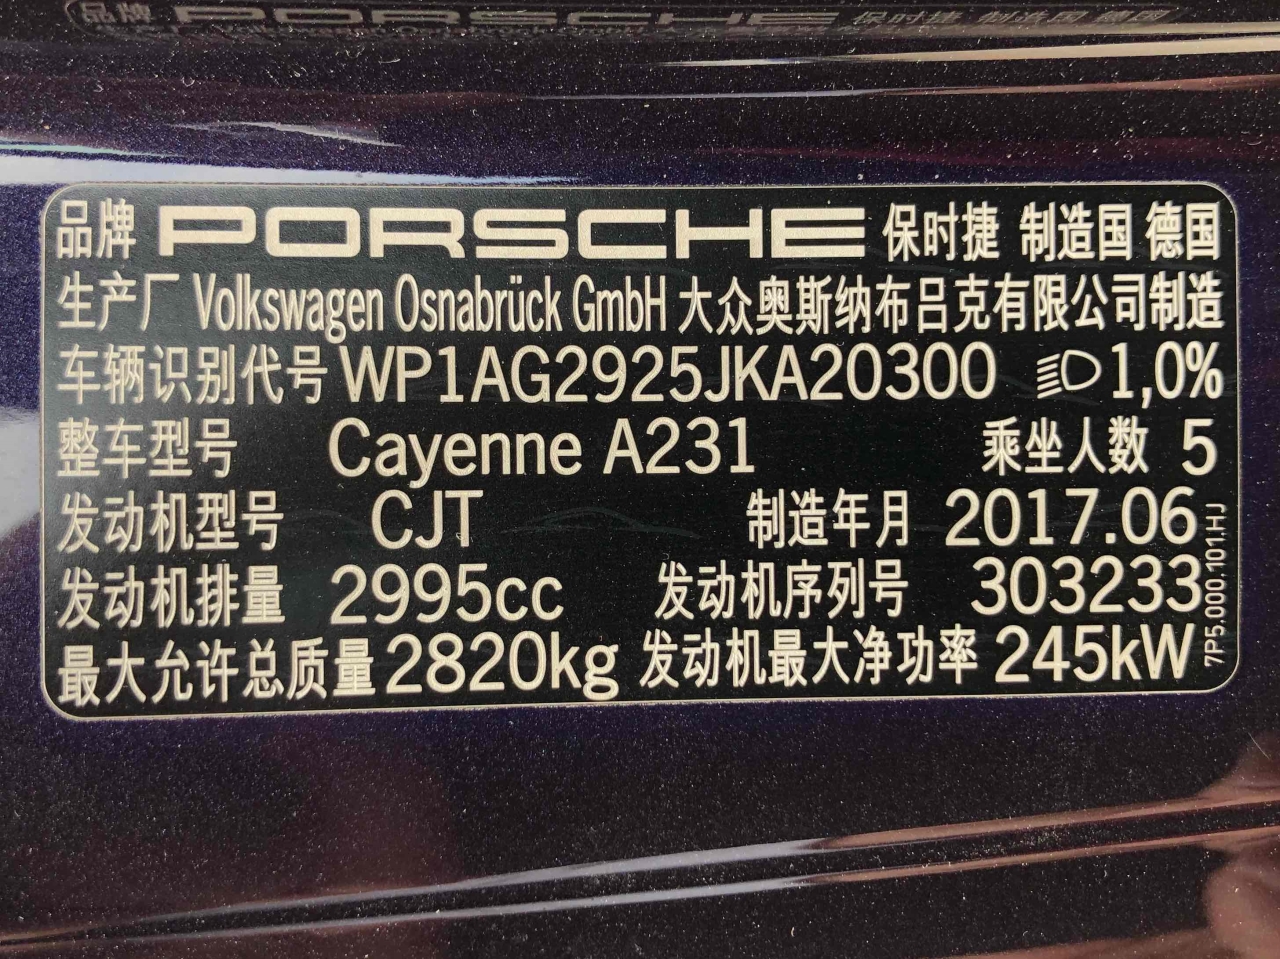 品牌 PORSCHE 保时捷 制造国 德国
生产厂 Volkswagen Osnabrück GmbH 大众奥斯纳布吕克有限公司制造
车辆识别代号 WP1AG2925JKA20300 1,0%
整车型号 Cayenne A231 乘坐人数 5
发动机型号 CJT 制造年月 2017.06
发动机排量 2995cc 发动机序列号 303233
最大允许总质量 2820kg 发动机最大净功率 245kW
7P5.000.101.HJ